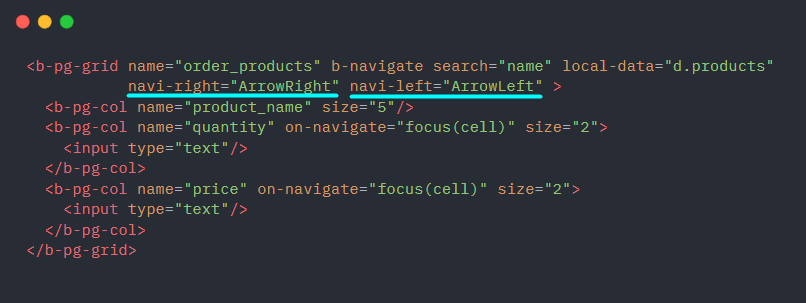 <b-pg-grid name="order_products" b-navigate search="name" local-data="d.products"
navi-right="ArrowRight" navi-left="ArrowLeft" >
<b-pg-col name="product_name" size="5"/>
<b-pg-col name="quantity" on-navigate="focus(cell)" size="2">
<input type="text"/>
</b-pg-col>
<b-pg-col name="price" on-navigate="focus(cell)" size="2">
<input type="text"/>
</b-pg-col>
</b-pg-grid>